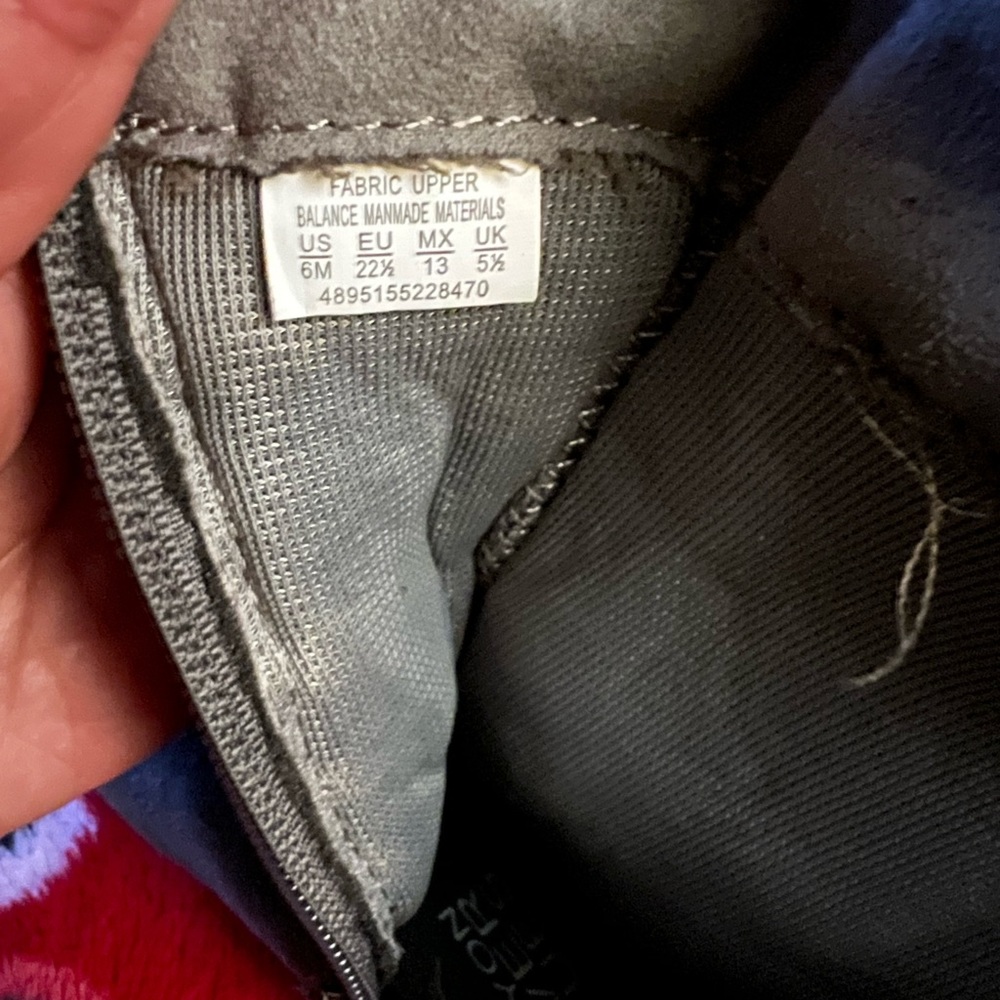 FABRIC UPPER
BALANCE MANMADE MATERIALS
US EU MX UK
6M 22½ 13 5½
4895155228470